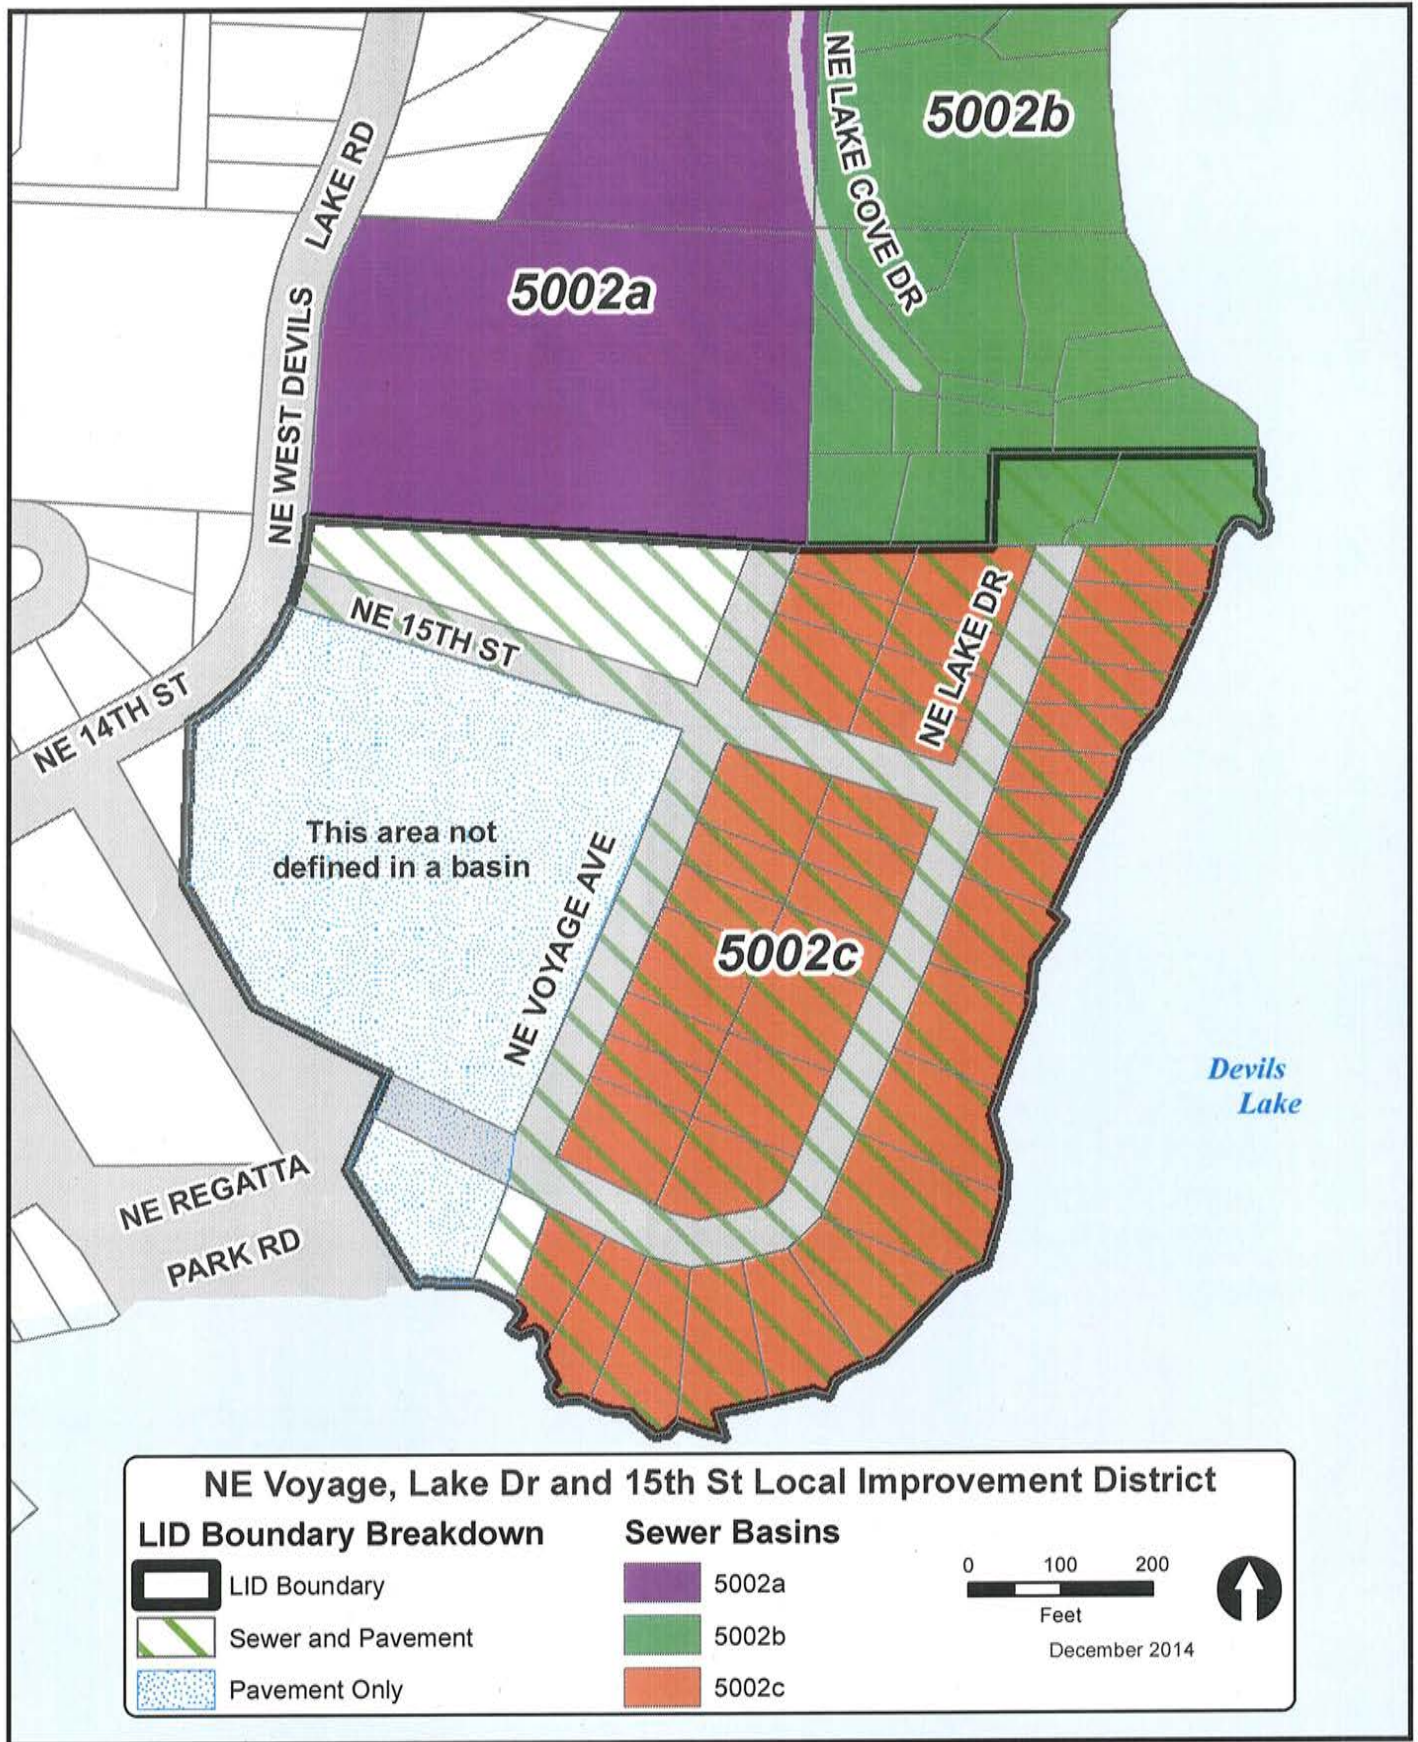 NE LAKE COVE DR
5002b
NE WEST DEVILS LAKE RD
5002a
NE 15TH ST
NE LAKE DR
NE 14TH ST
This area not
defined in a basin
NE VOYAGE AVE
5002c
Devils
Lake
NE REGATTA
PARK RD
NE Voyage, Lake Dr and 15th St Local Improvement District
LID Boundary Breakdown
LID Boundary
Sewer and Pavement
Pavement Only
Sewer Basins
5002a
5002b
5002c
0 100 200
Feet
December 2014